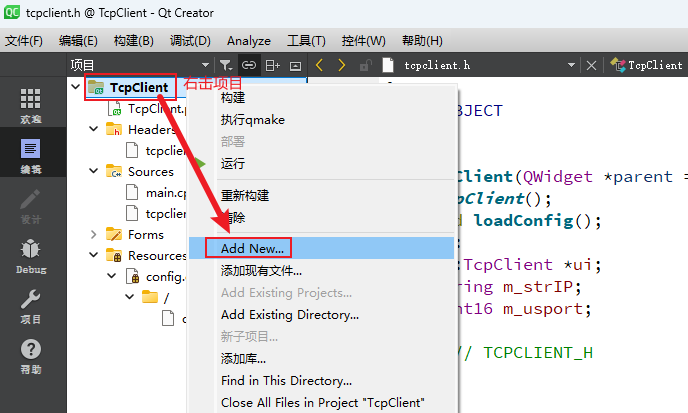 tcpclient.h @ TcpClient - Qt Creator
文件(F) 编辑(E) 构建(B) 调试(D) Analyze 工具(T) 控件(W) 帮助(H)
项目 tcpclient.h TcpClient
TcpClient 右击项目
构建
TcpClient.p BJECT
执行qmake
Headers
部署
tcpclie
运行
Sources
Client(QWidget *parent =
main.cp 重新构建
pClient();
tcpclie 清除
d loadConfig();
Forms
Resources Add New...
:
config. 添加现有文件...
:TcpClient *ui;
/ Add Existing Projects...
ring m_strIP;
c Add Existing Directory...
nt16 m_usport;
新子项目...
添加库...
// TCPCLIENT_H
Find in This Directory...
Close All Files in Project "TcpClient"
欢迎
编辑
设计
Debug
项目
帮助